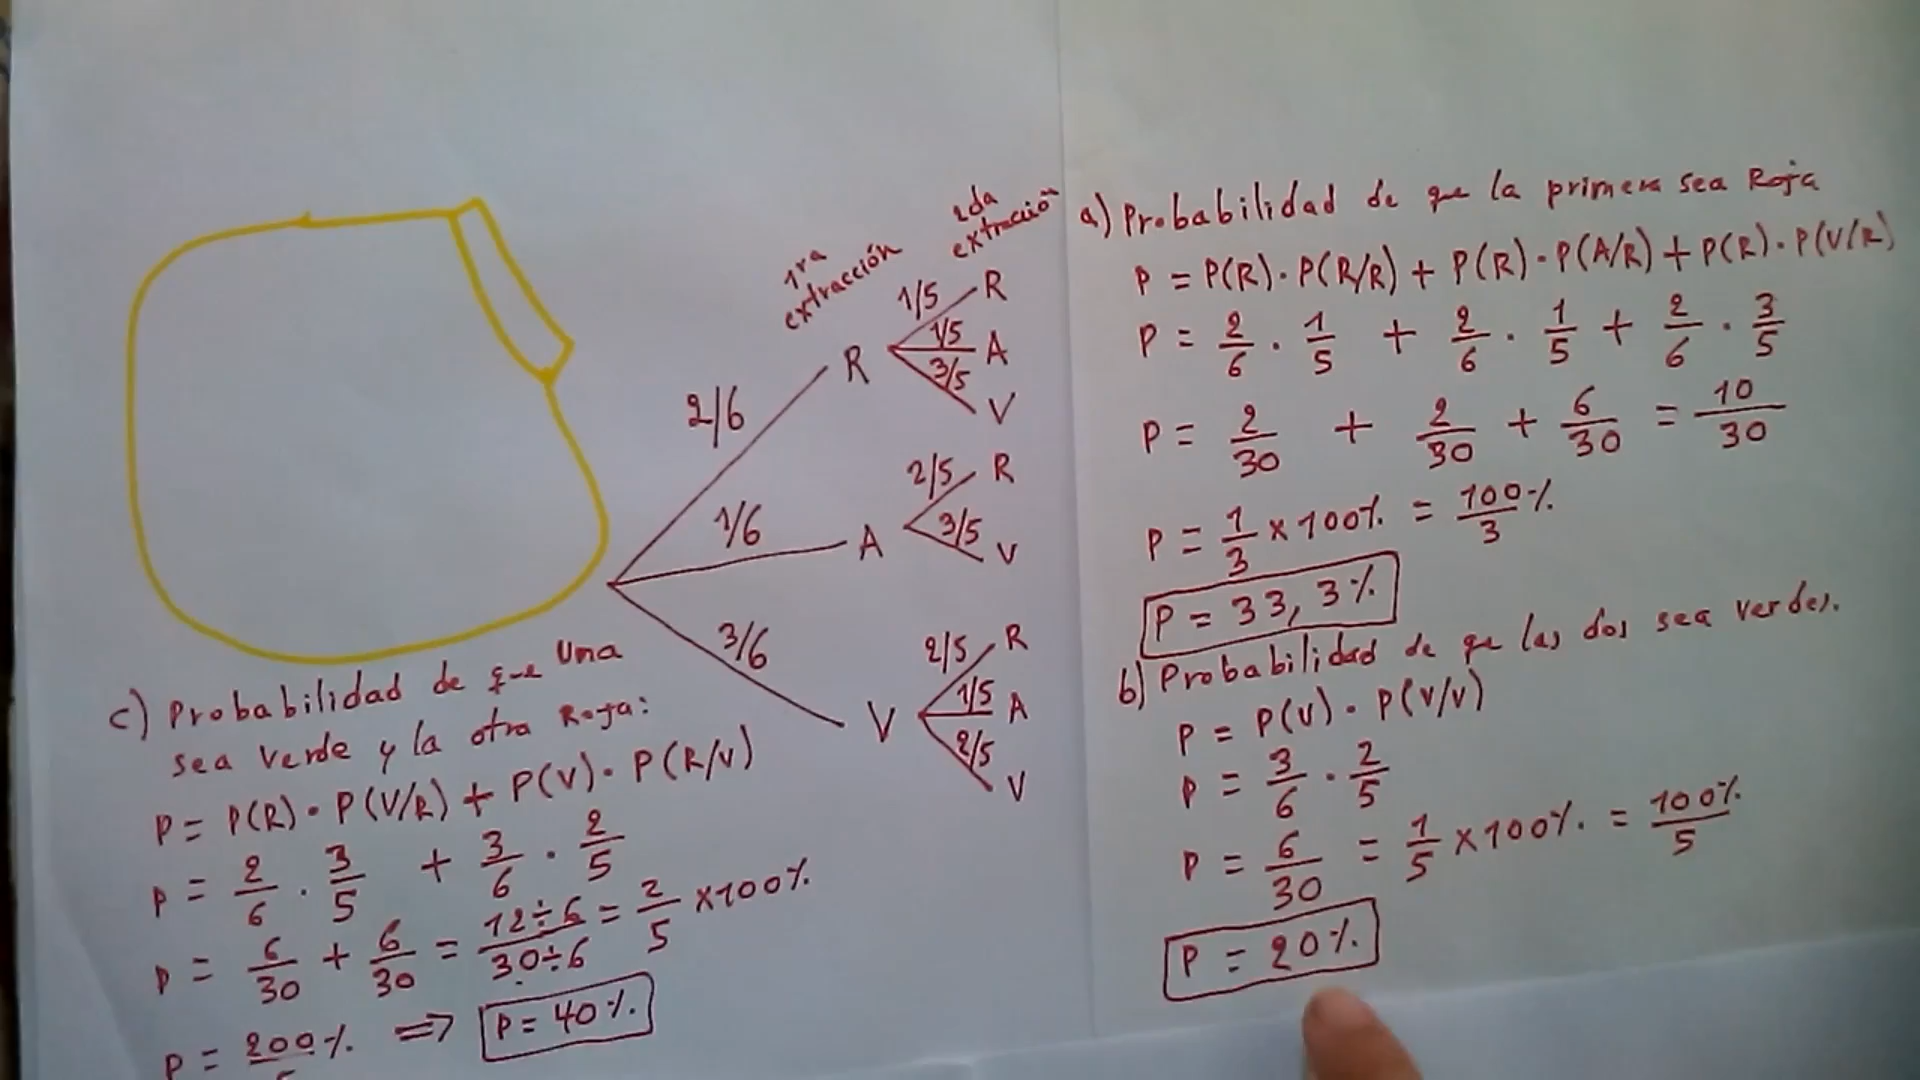 1ra
extracción
2da
extracción
2/6
R
1/5
R
1/5
A
3/5
V
1/6
A
2/5
R
3/5
V
3/6
V
2/5
R
1/5
A
2/5
V
a) Probabilidad de que la primera sea Roja
P = P(R) · P(R/R) + P(R) · P(A/R) + P(R) · P(V/R)
P = 2/6 · 1/5 + 2/6 · 1/5 + 2/6 · 3/5
P = 2/30 + 2/30 + 6/30 = 10/30
P = 1/3 x 100% = 100%/3
P = 33,3%
b) Probabilidad de que las dos sea verdes.
P = P(V) · P(V/V)
P = 3/6 · 2/5
P = 6/30 = 1/5 x 100% = 100%/5
P = 20%
c) Probabilidad de que Una
sea verde y la otra Roja:
P = P(R) · P(V/R) + P(V) · P(R/V)
P = 2/6 · 3/5 + 3/6 · 2/5
P = 6/30 + 6/30 = 12÷6/30÷6 = 2/5 x100%
P = 200%/5 => P = 40%